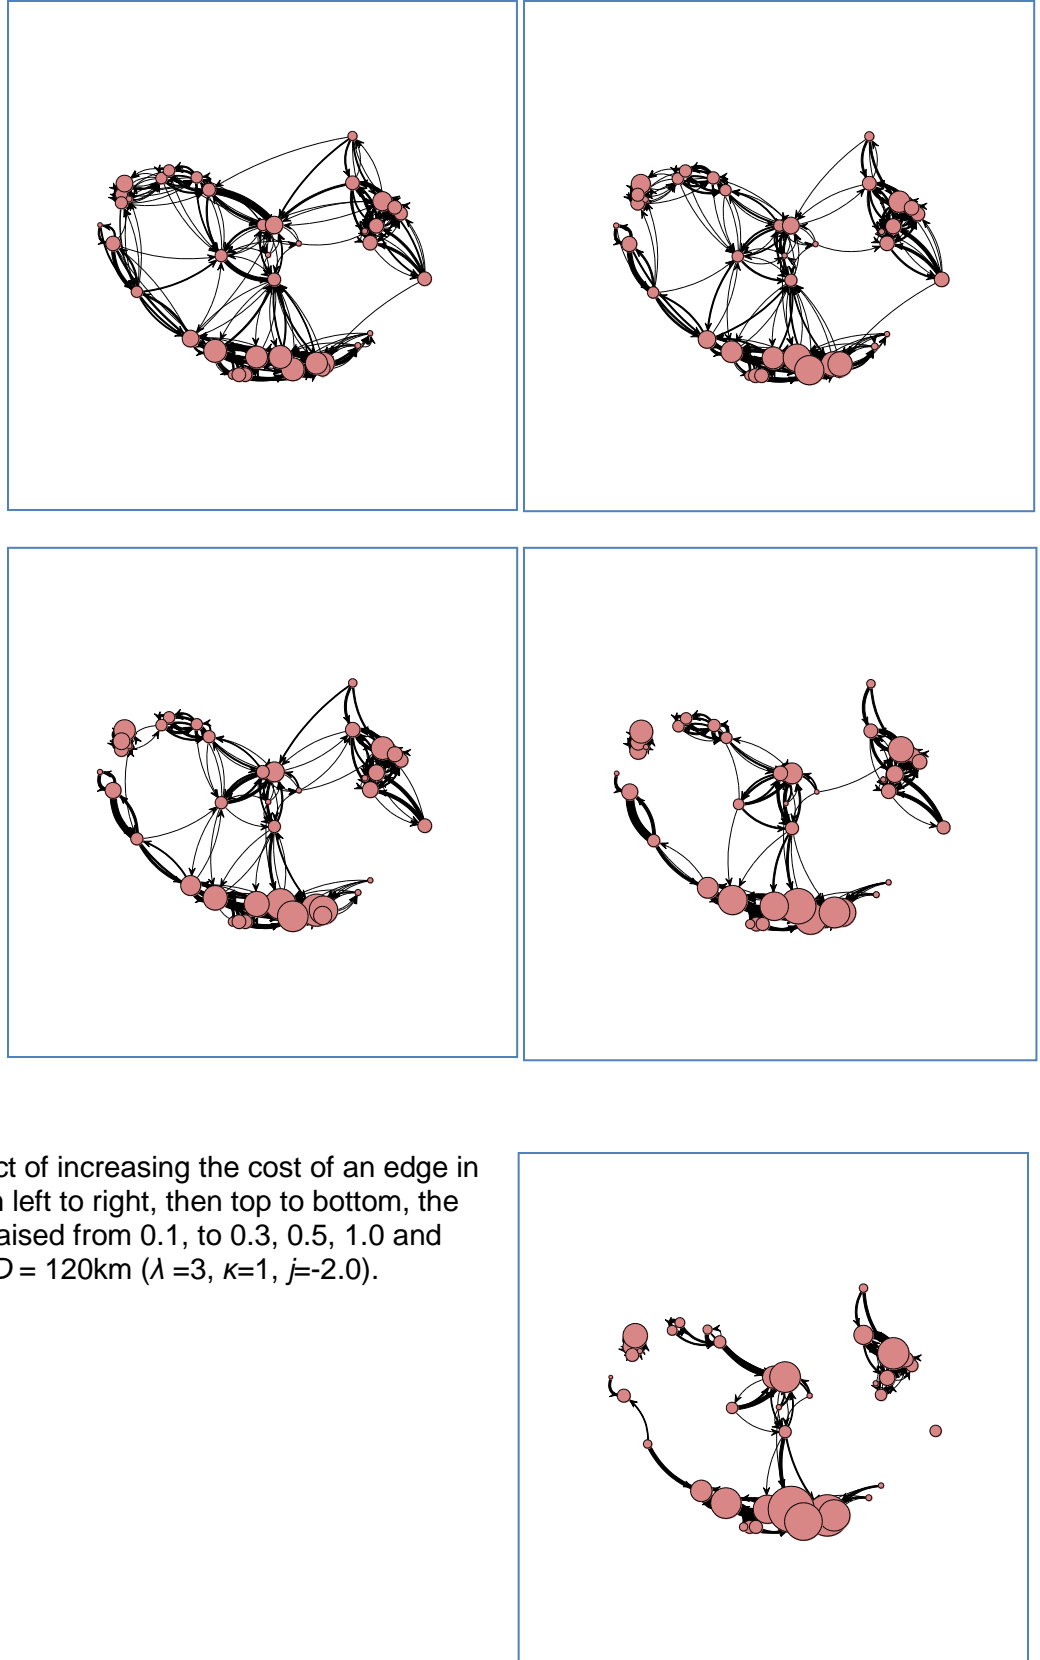 ct of increasing the cost of an edge in
left to right, then top to bottom, the
aised from 0.1, to 0.3, 0.5, 1.0 and
D = 120km (λ =3, κ=1, j=-2.0).